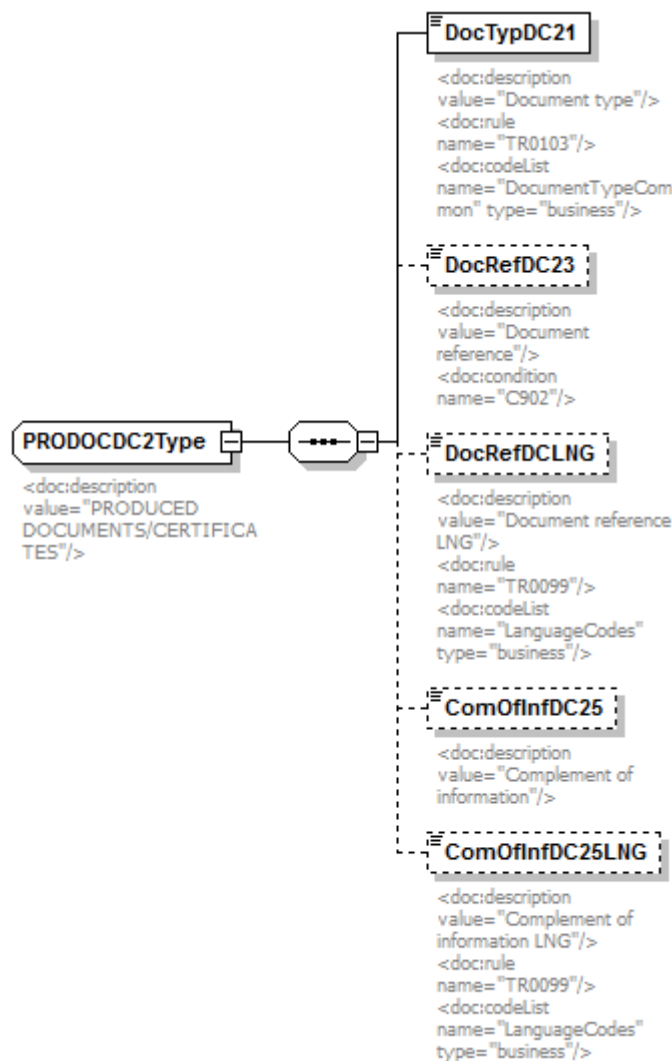 DocTypDC21
<doc:description
value="Document type"/>
<doc:rule
name="TR0103"/>
<doc:codeList
name="DocumentTypeCom
mon" type="business"/>
DocRefDC23
<doc:description
value="Document
reference"/>
<doc:condition
name="C902"/>
PRODOCDC2Type
<doc:description
value="PRODUCED
DOCUMENTS/CERTIFICA
TES"/>
DocRefDCLNG
<doc:description
value="Document reference
LNG"/>
<doc:rule
name="TR0099"/>
<doc:codeList
name="LanguageCodes"
type="business"/>
ComOfInfDC25
<doc:description
value="Complement of
information"/>
ComOfInfDC25LNG
<doc:description
value="Complement of
information LNG"/>
<doc:rule
name="TR0099"/>
<doc:codeList
name="LanguageCodes"
type="business"/>